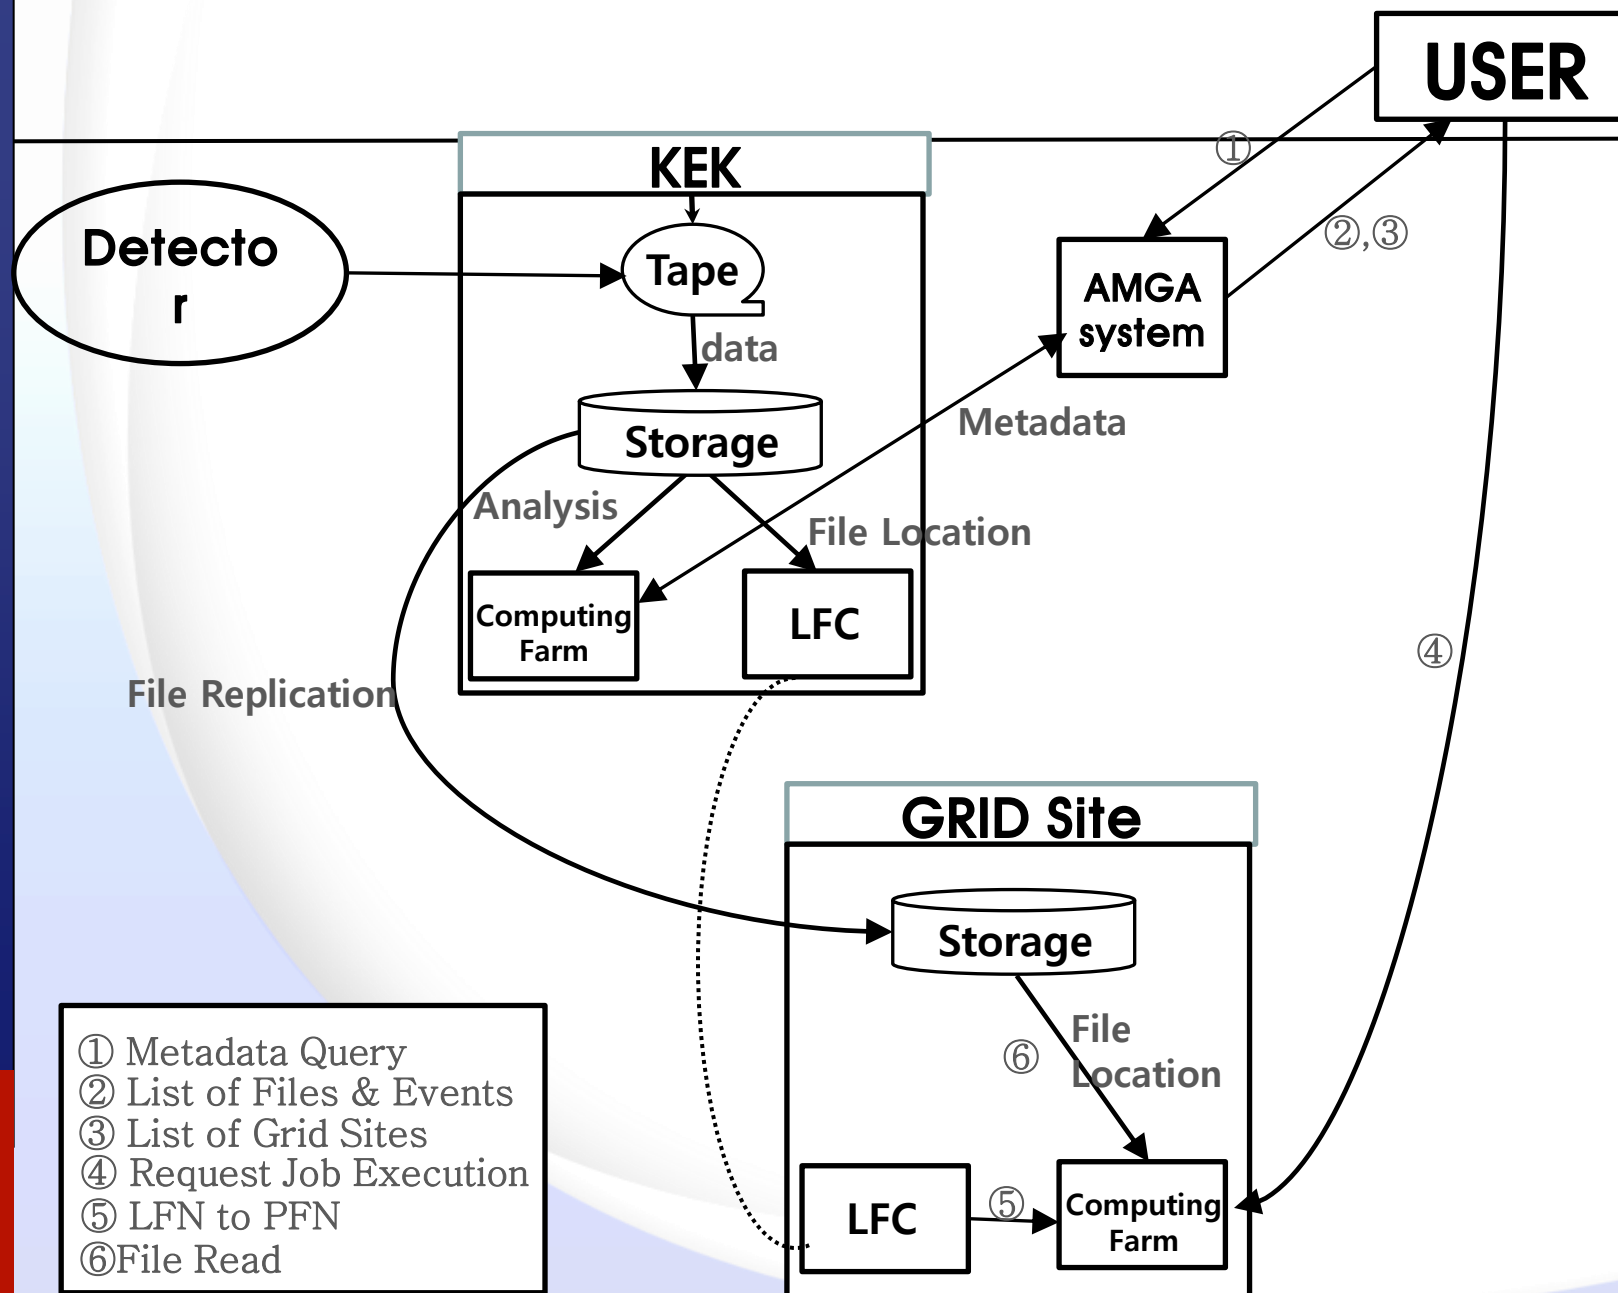 USER
①
KEK
Detecto
r
Tape
②,③
AMGA
system
data
Metadata
Storage
Analysis
File Location
Computing
Farm
LFC
④
File Replication
GRID Site
Storage
File
Location
⑥
① Metadata Query
② List of Files & Events
③ List of Grid Sites
④ Request Job Execution
⑤ LFN to PFN
⑥File Read
LFC
⑤
Computing
Farm